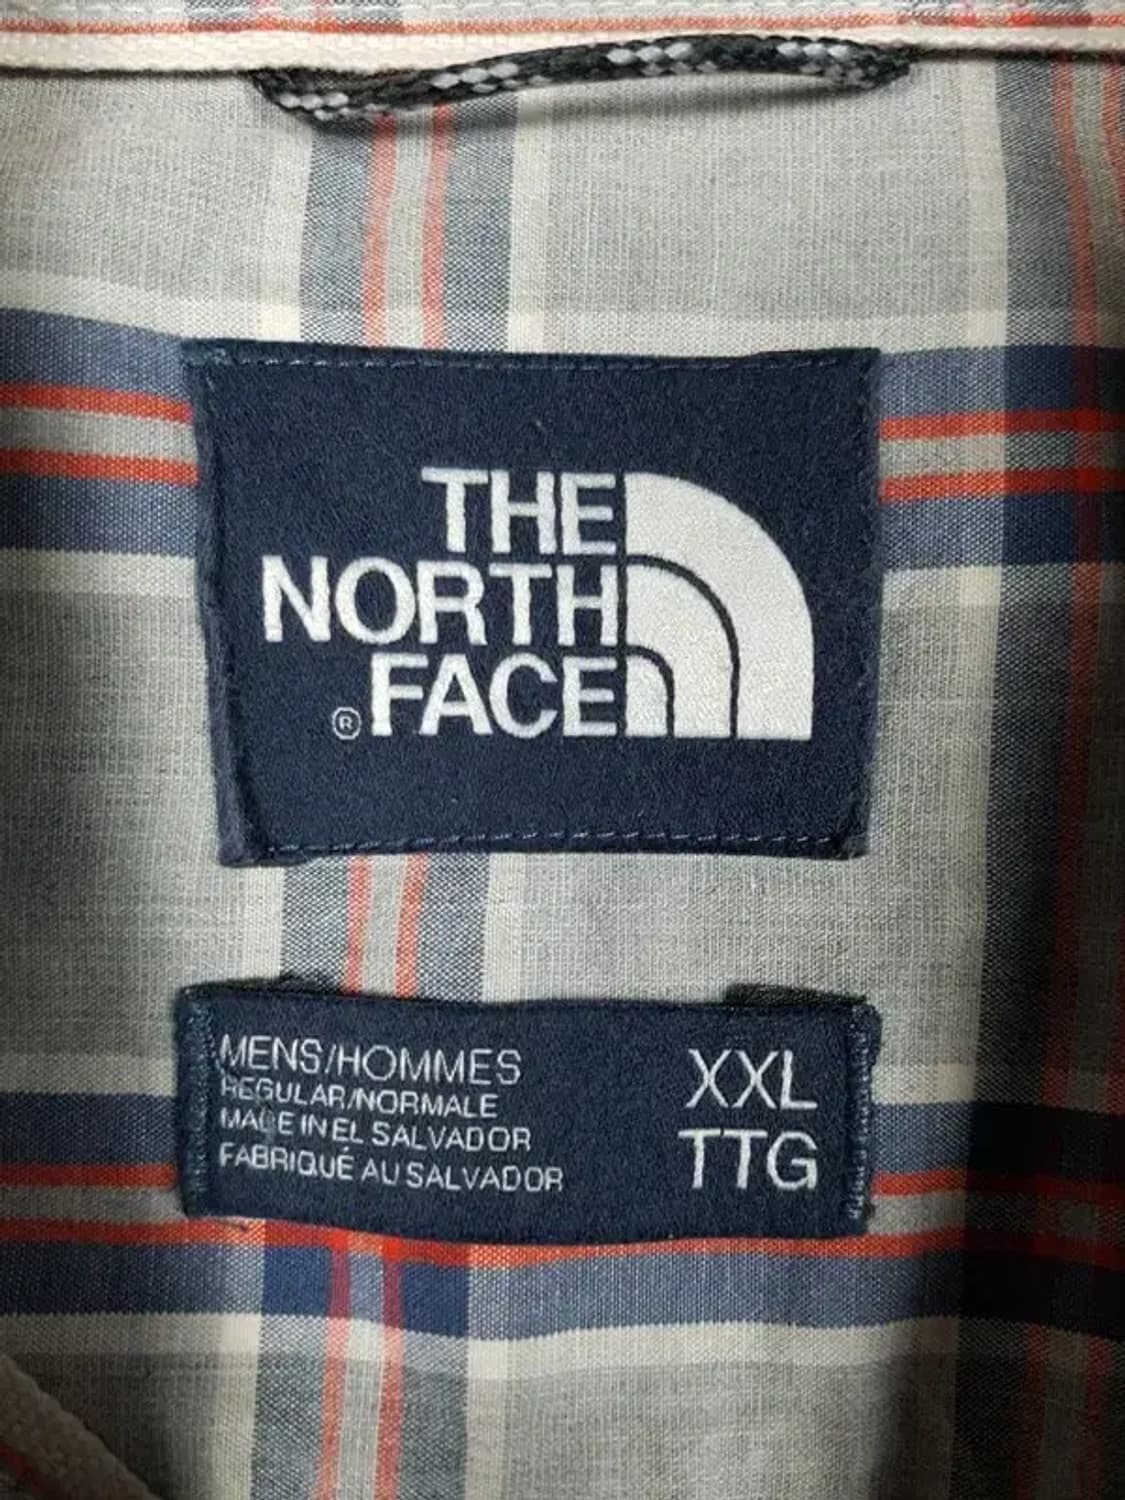 THE
NORTH
®FACE
MENS/HOMMES
REGULAR/NORMALE
MADE IN EL SALVADOR
FABRIQUÉ AU SALVADOR
XXL
TTG